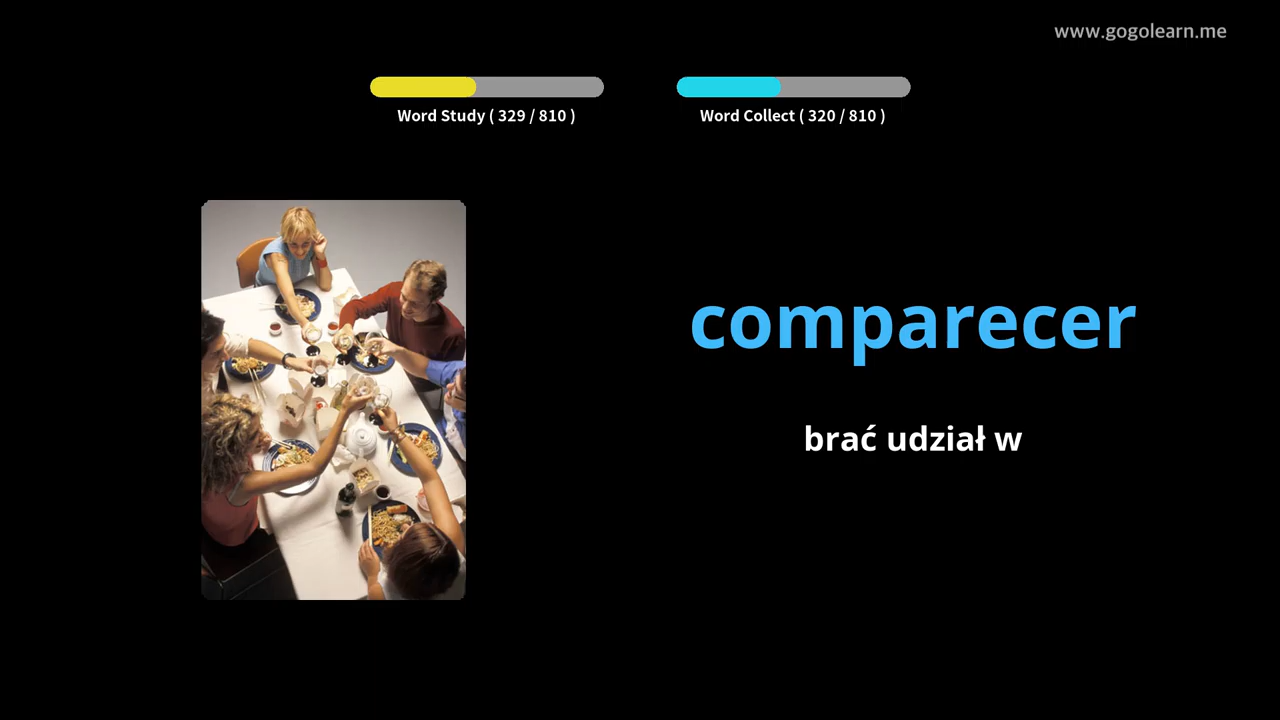 www.gogolearn.me
Word Study ( 329 / 810 )
Word Collect ( 320 / 810 )
comparecer
brać udział w